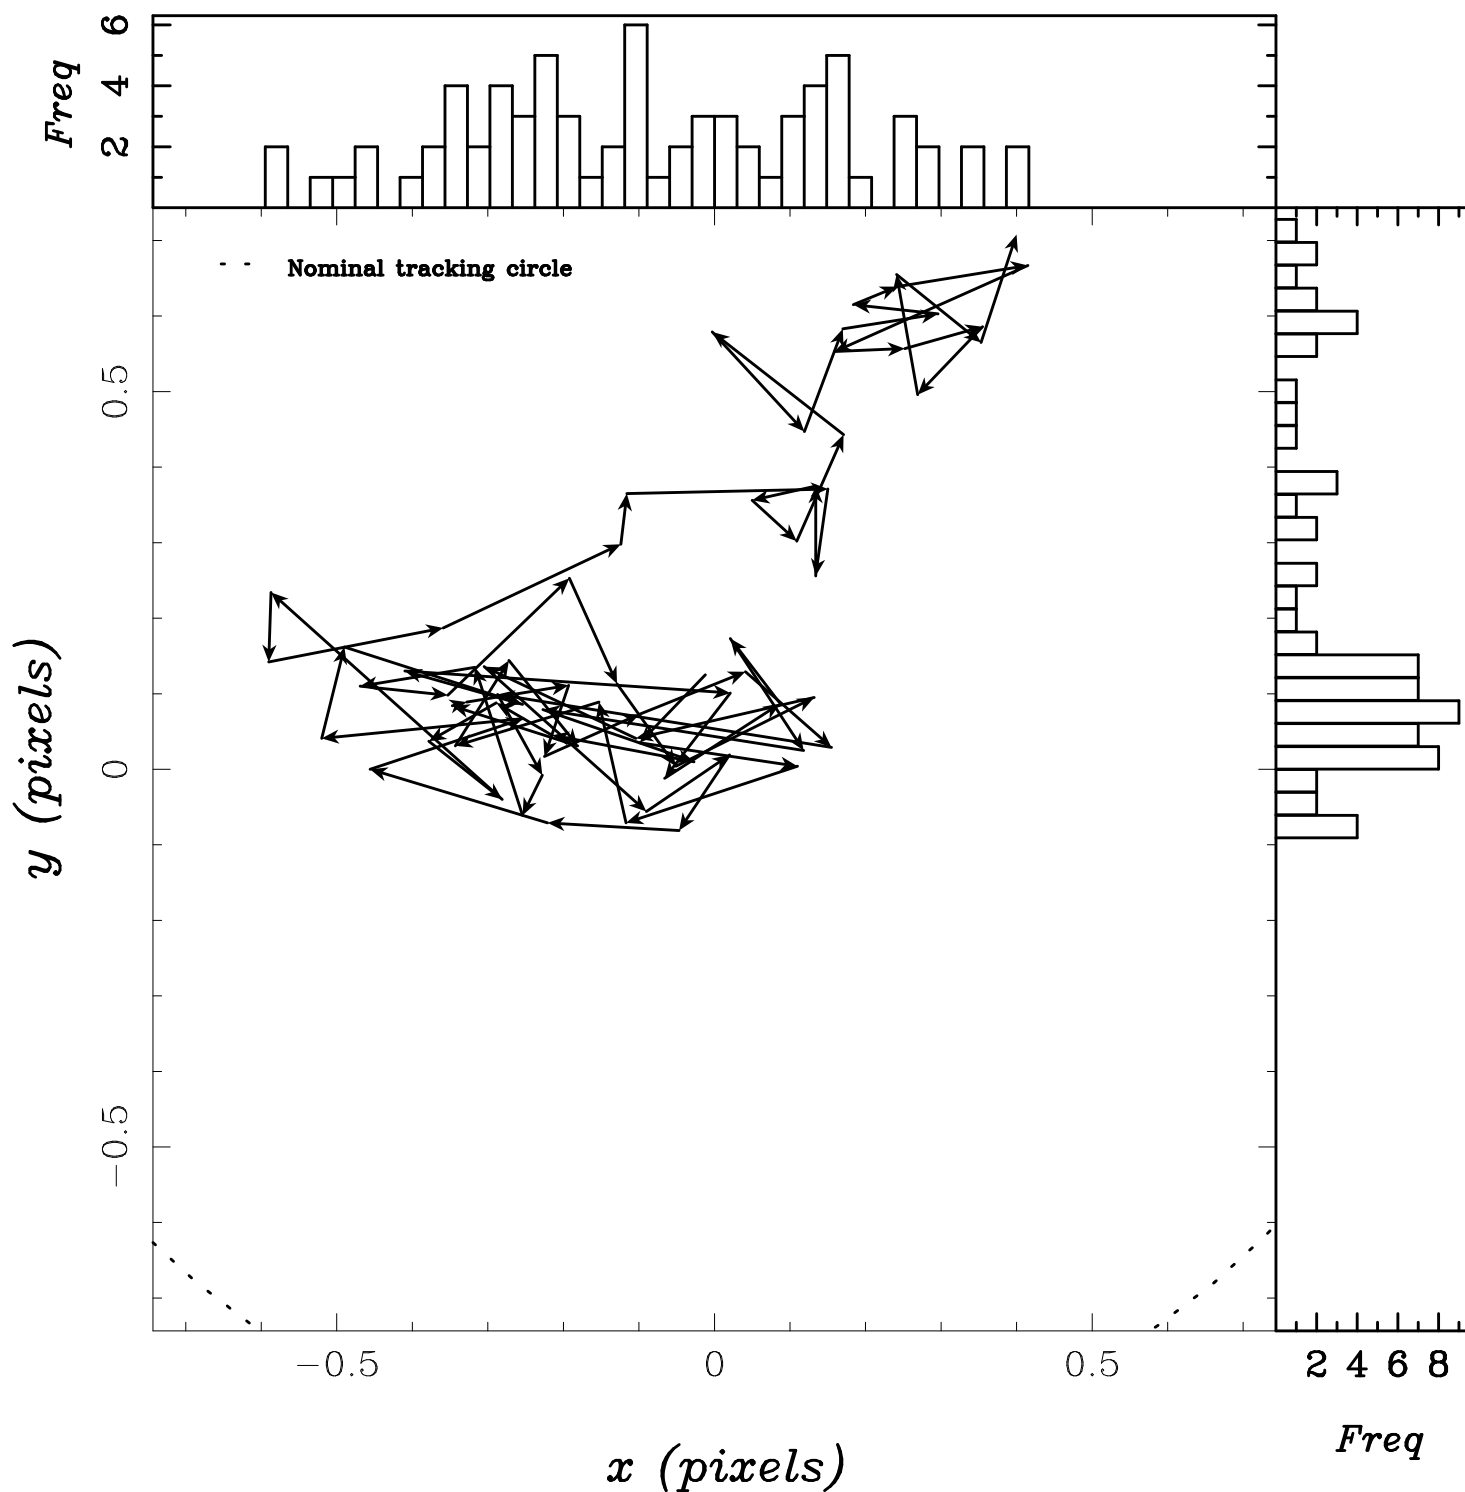 Freq
2 4 6
Nominal tracking circle
y (pixels)
0.5
0
−0.5
−0.5 0 0.5
2 4 6 8
x (pixels)
Freq